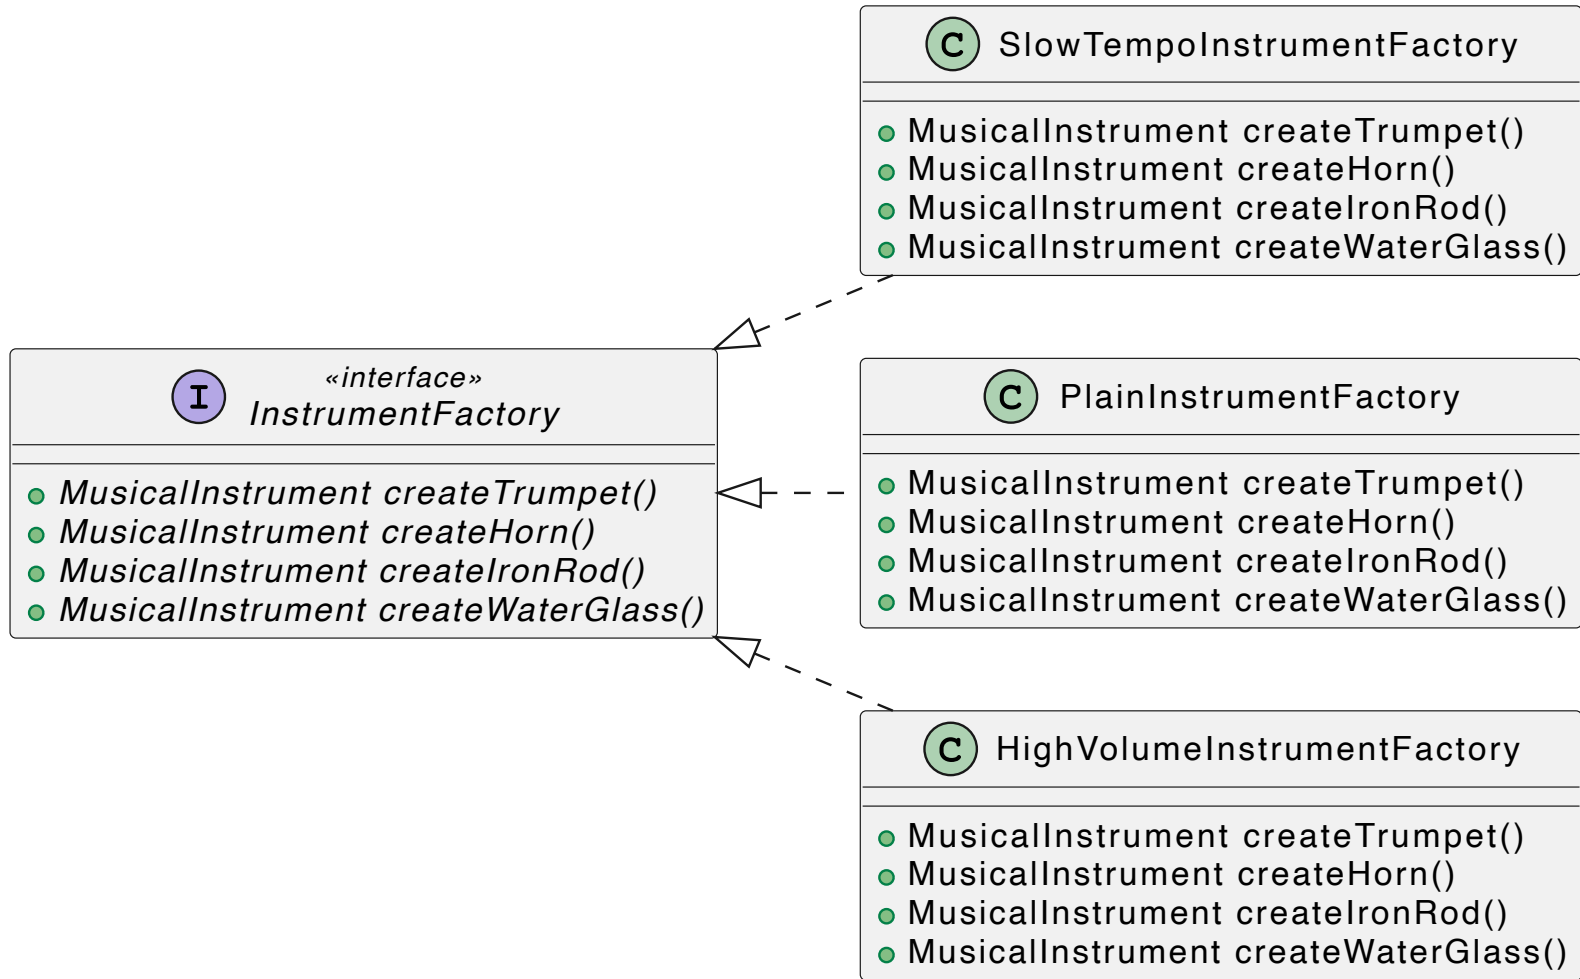 C SlowTempoInstrumentFactory
MusicalInstrument createTrumpet()
MusicalInstrument createHorn()
MusicalInstrument createIronRod()
MusicalInstrument createWaterGlass()
«interface»
I InstrumentFactory
MusicalInstrument createTrumpet()
MusicalInstrument createHorn()
MusicalInstrument createIronRod()
MusicalInstrument createWaterGlass()
C PlainInstrumentFactory
MusicalInstrument createTrumpet()
MusicalInstrument createHorn()
MusicalInstrument createIronRod()
MusicalInstrument createWaterGlass()
C HighVolumeInstrumentFactory
MusicalInstrument createTrumpet()
MusicalInstrument createHorn()
MusicalInstrument createIronRod()
MusicalInstrument createWaterGlass()